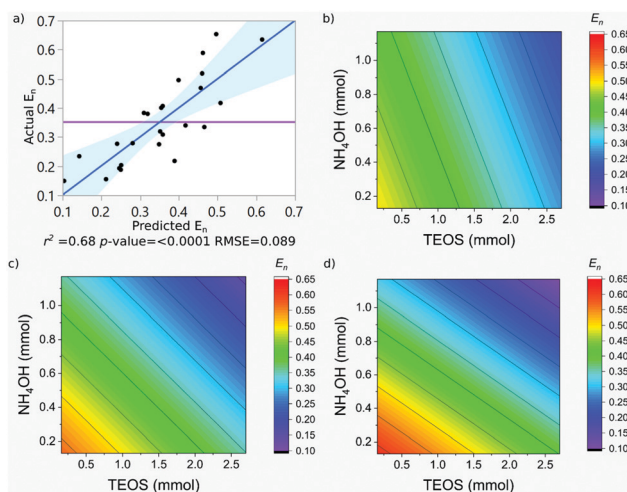 a)
Actual En
0.7
0.6
0.5
0.4
0.3
0.2
0.1
0.1 0.2 0.3 0.4 0.5 0.6 0.7
Predicted En
r² =0.68 p-value=<0.0001 RMSE=0.089
b)
NH₄OH (mmol)
1.0
0.8
0.6
0.4
0.2
0.5 1.0 1.5 2.0 2.5
TEOS (mmol)
En
0.65
0.60
0.55
0.50
0.45
0.40
0.35
0.30
0.25
0.20
0.15
0.10
c)
NH₄OH (mmol)
1.0
0.8
0.6
0.4
0.2
0.5 1.0 1.5 2.0 2.5
TEOS (mmol)
En
0.65
0.60
0.55
0.50
0.45
0.40
0.35
0.30
0.25
0.20
0.15
0.10
d)
NH₄OH (mmol)
1.0
0.8
0.6
0.4
0.2
0.5 1.0 1.5 2.0 2.5
TEOS (mmol)
En
0.65
0.60
0.55
0.50
0.45
0.40
0.35
0.30
0.25
0.20
0.15
0.10